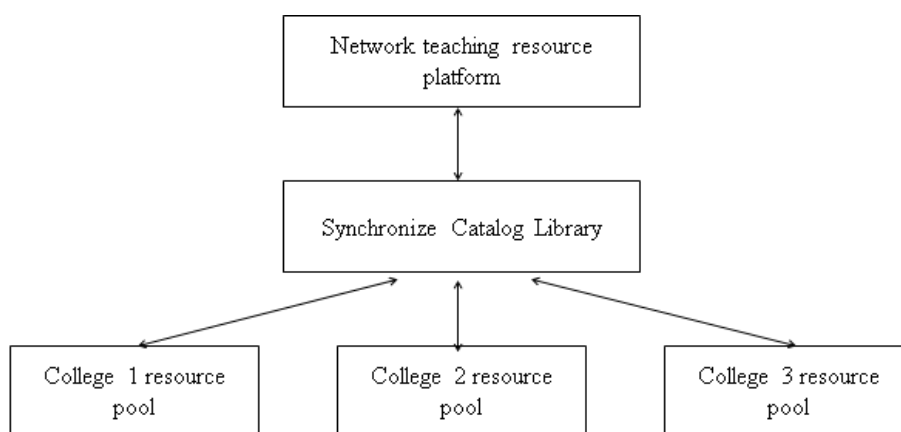 Network teaching resource
platform
Synchronize Catalog Library
College 1 resource
pool
College 2 resource
pool
College 3 resource
pool